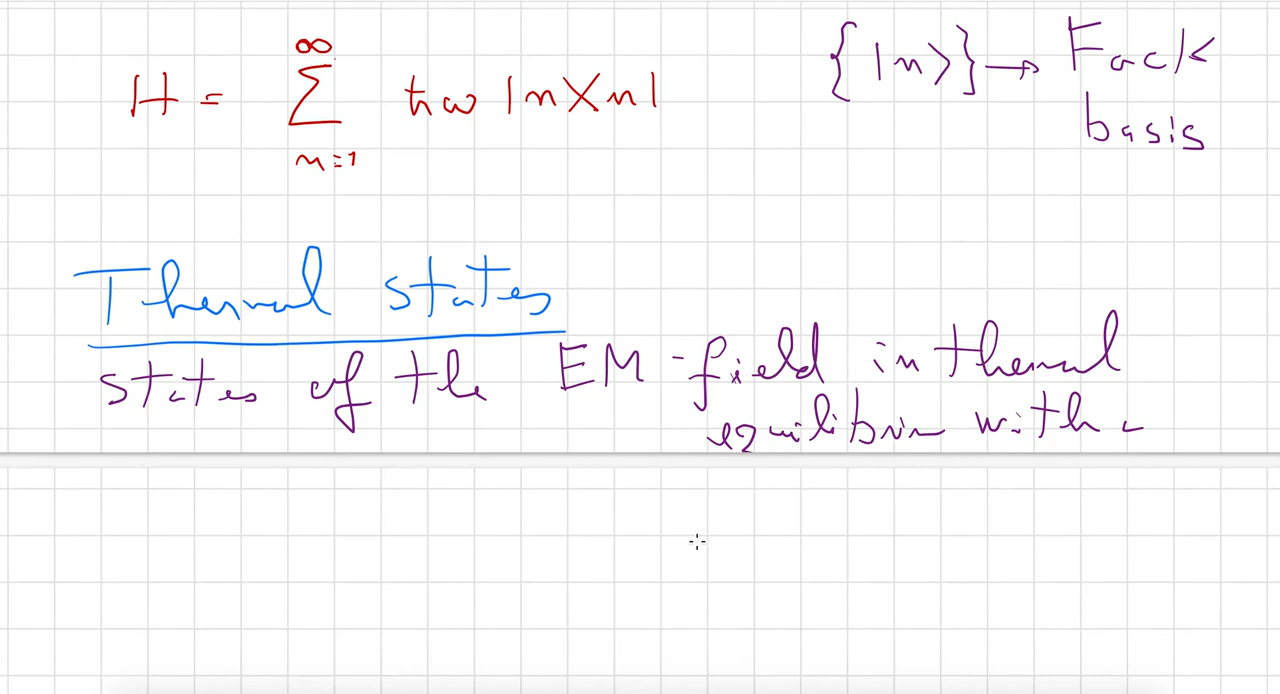 ∞
H = Σ ħω |n⟩⟨n|
n=1
{|n⟩} → Fock
basis
Thermal states
states of the EM-field in thermal
equilibrium with a